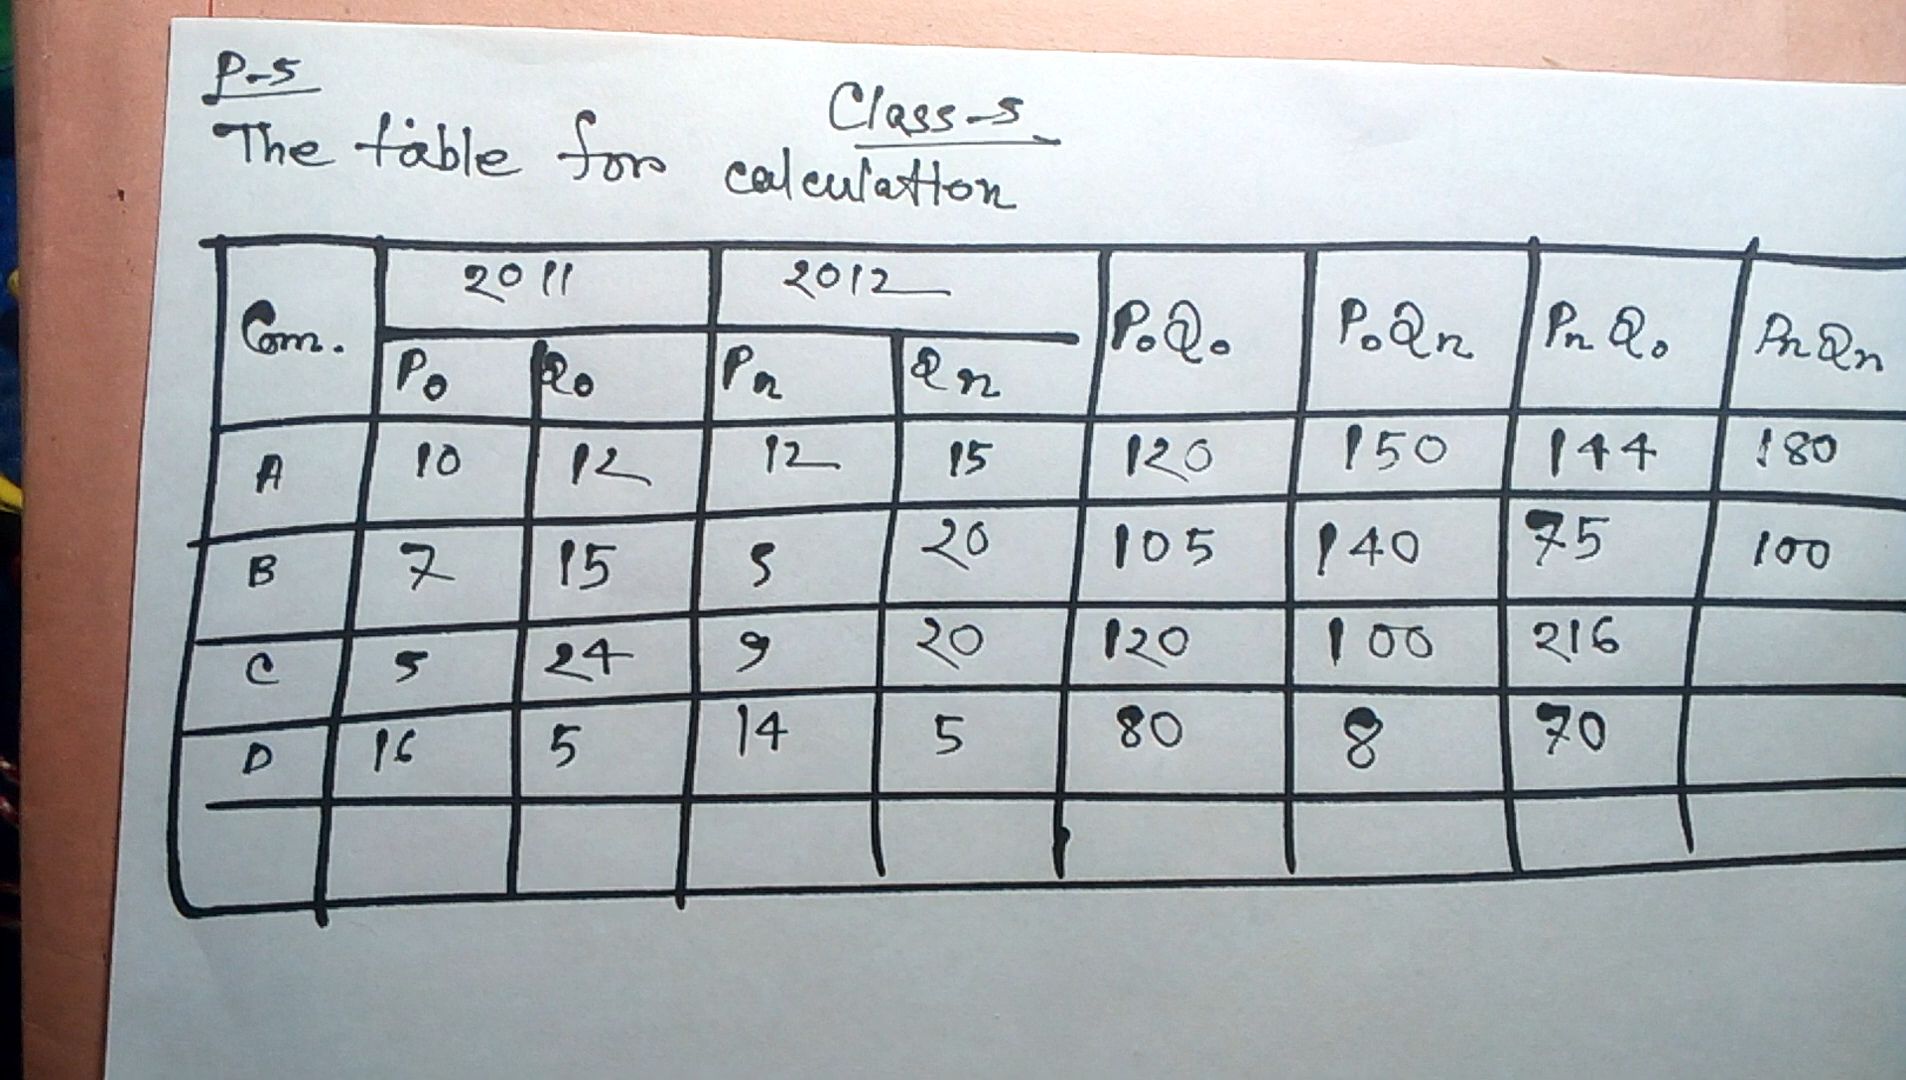 P-5
Class-5
The table for calculation
Com. 2011 2012 PoQo PoQn PnQo PnQn
Po Qo Pn Qn
A 10 12 12 15 120 150 144 180
B 7 15 5 20 105 140 75 100
C 5 24 9 20 120 100 216
D 16 5 14 5 80 8 70